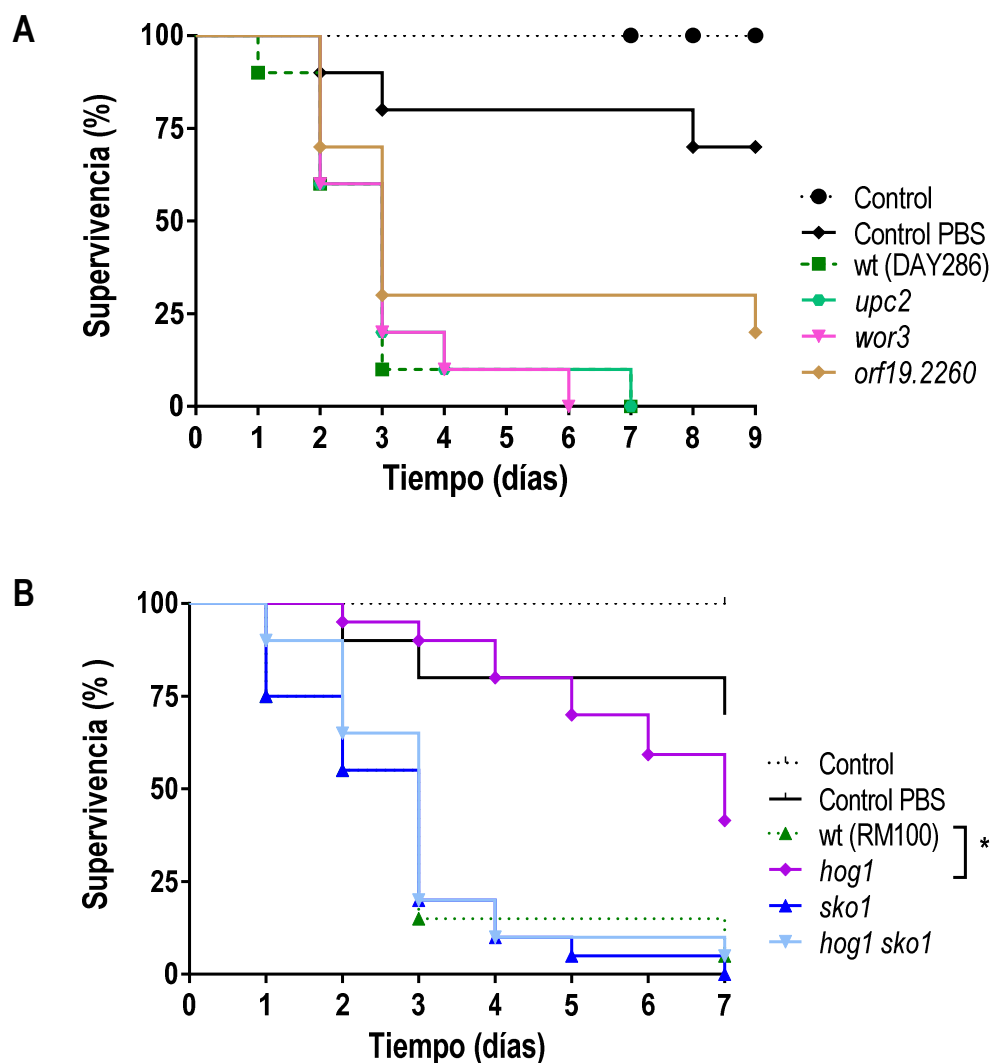 A
Supervivencia (%)
100
75
50
25
0
0 1 2 3 4 5 6 7 8 9
Tiempo (días)
Control
Control PBS
wt (DAY286)
upc2
wor3
orf19.2260
B
Supervivencia (% )
100
75
50
25
0
0 1 2 3 4 5 6 7
Tiempo (días)
Control
Control PBS
wt (RM100)
*
hog1
sko1
hog1 sko1